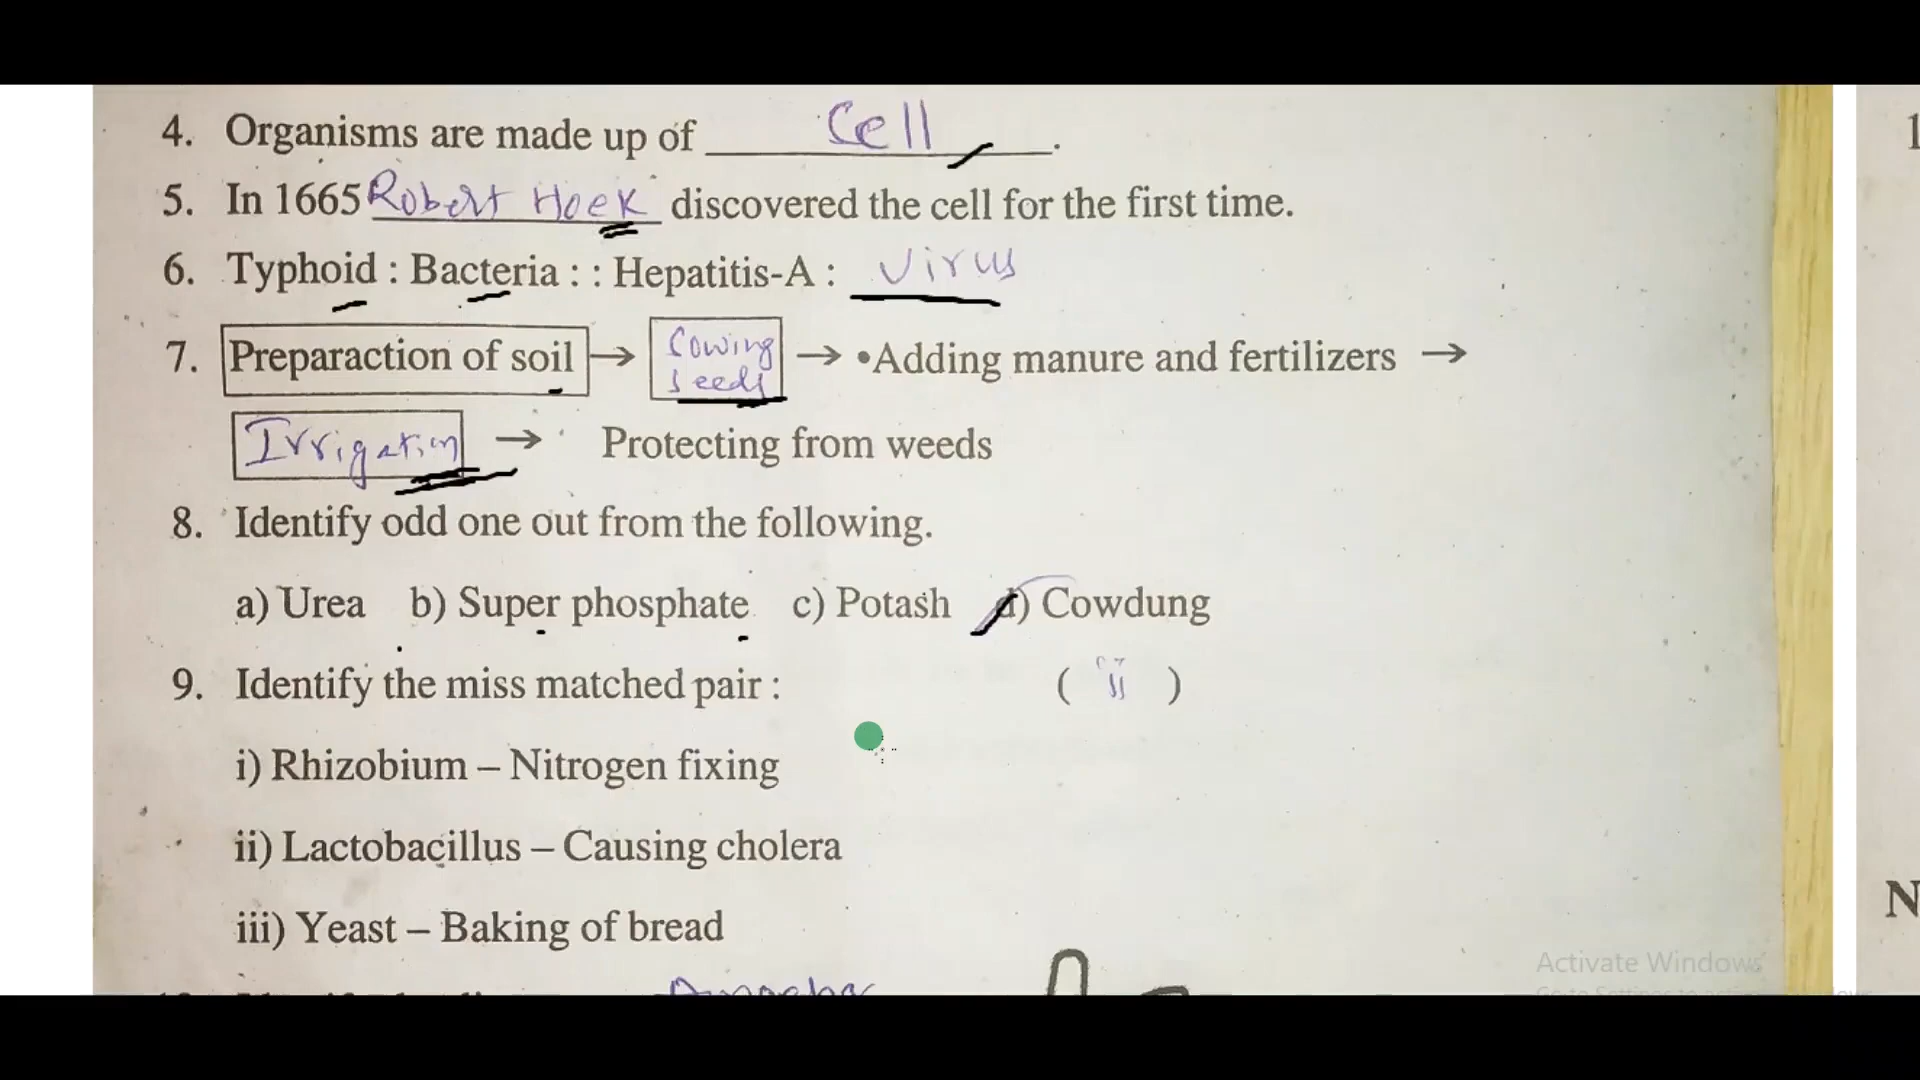 4. Organisms are made up of Cell.
5. In 1665 Robert Hoek discovered the cell for the first time.
6. Typhoid : Bacteria : : Hepatitis-A : Virus
7. Preparaction of soil → Cowing seeds → •Adding manure and fertilizers →
Irrigation → Protecting from weeds
8. Identify odd one out from the following.
a) Urea b) Super phosphate c) Potash d) Cowdung
9. Identify the miss matched pair : ( ii )
i) Rhizobium – Nitrogen fixing
ii) Lactobacillus – Causing cholera
iii) Yeast – Baking of bread
Activate Windows
1
N